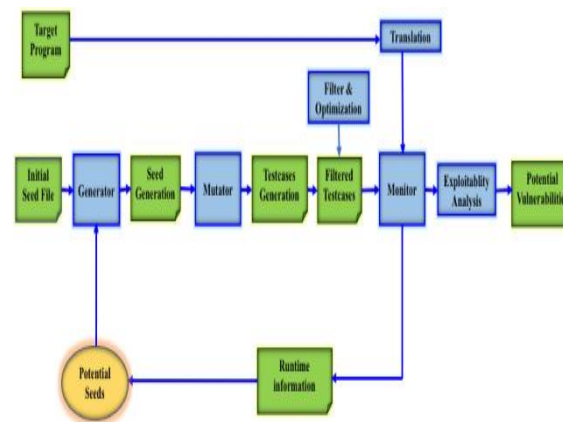 Target
Program
Translation
Filter &
Optimization
Initial
Seed File
Generator
Seed
Generation
Mutator
Testcases
Generation
Filtered
Testcases
Monitor
Exploitablity
Analysis
Potential
Vulnerabilitie
Potential
Seeds
Runtime
information